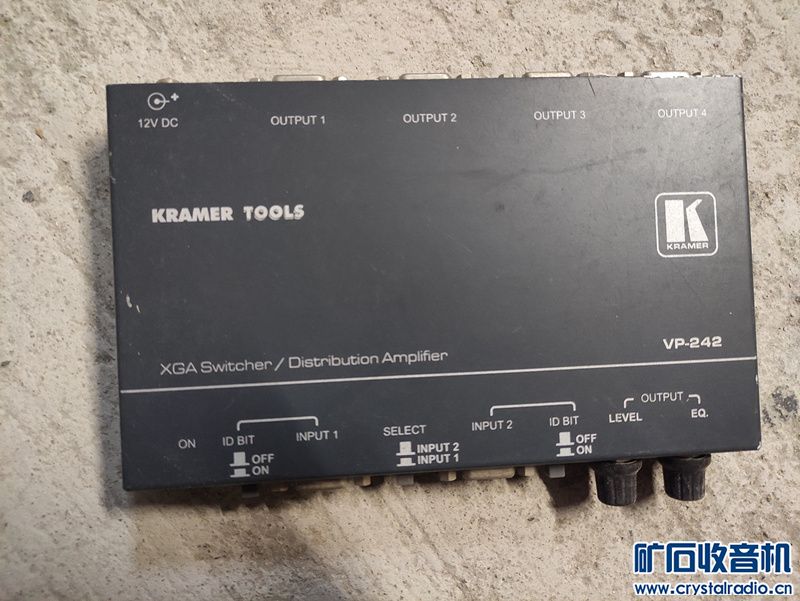 12V DC
OUTPUT 1
OUTPUT 2
OUTPUT 3
OUTPUT 4
KRAMER TOOLS
K
KRAMER
VP-242
XGA Switcher / Distribution Amplifier
OUTPUT
LEVEL
EQ.
ON
ID BIT
INPUT 1
OFF
ON
SELECT
INPUT 2
INPUT 1
INPUT 2
ID BIT
OFF
ON
矿石收音机
www.crystalradio.cn